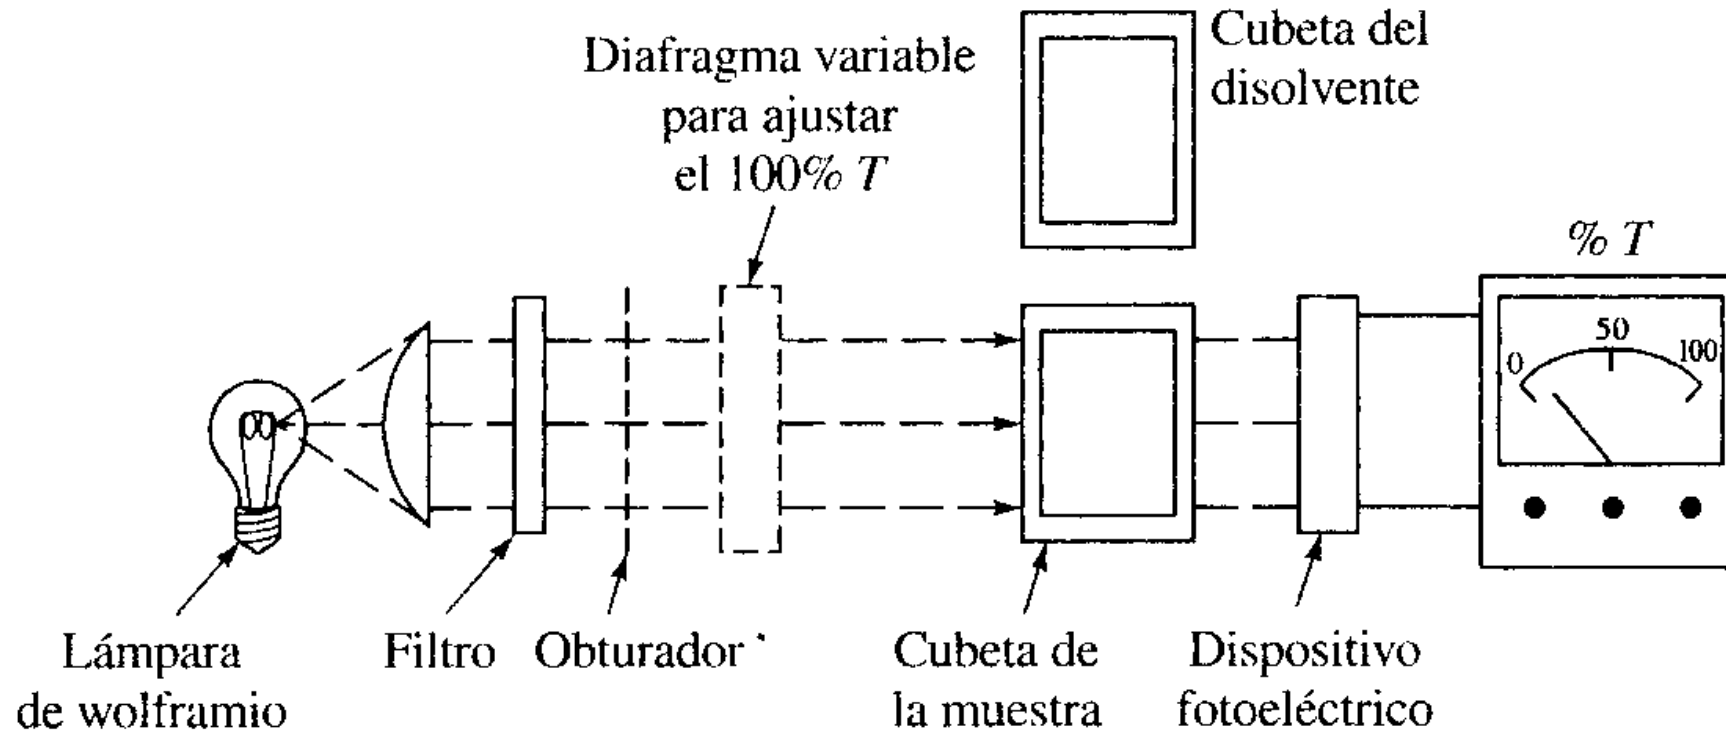 Diafragma variable
para ajustar
el 100% T
Cubeta del
disolvente
% T
0
50
100
Lámpara
de wolframio
Filtro
Obturador
Cubeta de
la muestra
Dispositivo
fotoeléctrico